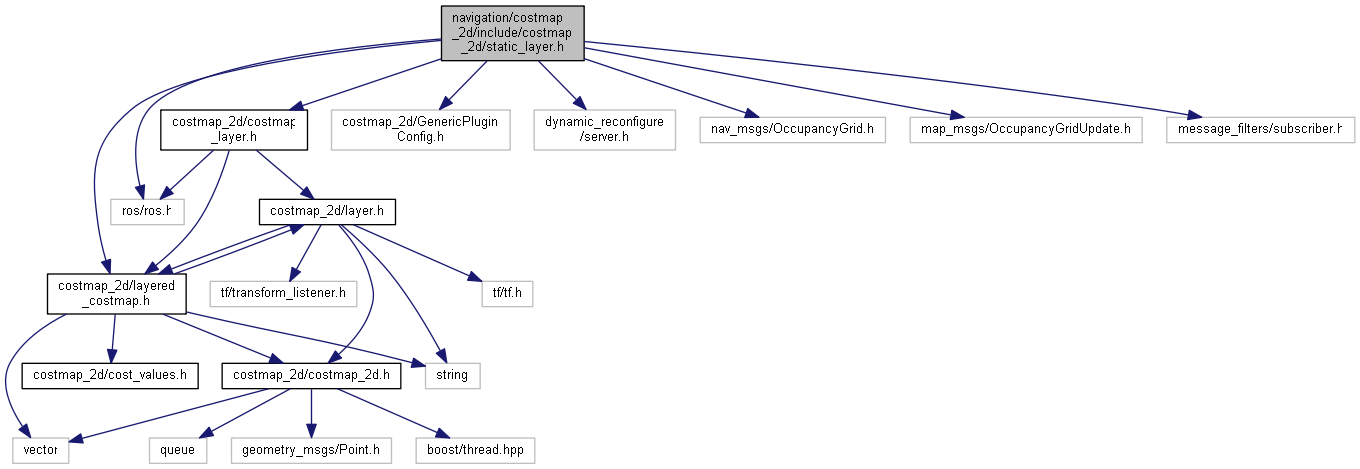 navigation/costmap
_2d/include/costmap
_2d/static_layer.h
costmap_2d/costmap
_layer.h
costmap_2d/GenericPlugin
Config.h
dynamic_reconfigure
/server.h
nav_msgs/OccupancyGrid.h
map_msgs/OccupancyGridUpdate.h
message_filters/subscriber.h
ros/ros.h
costmap_2d/layer.h
costmap_2d/layered
_costmap.h
tf/transform_listener.h
tf/tf.h
costmap_2d/cost_values.h
costmap_2d/costmap_2d.h
string
vector
queue
geometry_msgs/Point.h
boost/thread.hpp